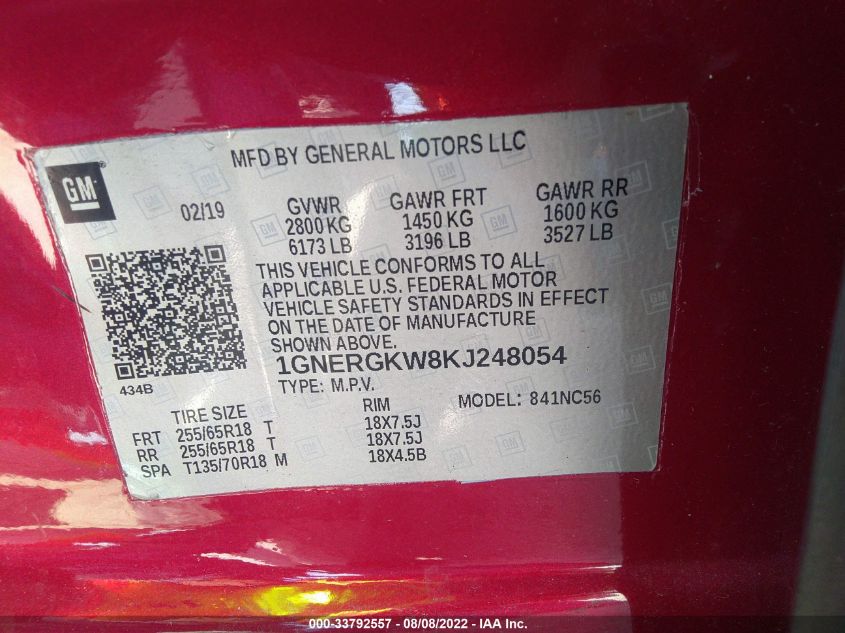 MFD BY GENERAL MOTORS LLC
GM
02/19
GVWR GAWR FRT GAWR RR
2800 KG 1450 KG 1600 KG
6173 LB 3196 LB 3527 LB
THIS VEHICLE CONFORMS TO ALL
APPLICABLE U.S. FEDERAL MOTOR
VEHICLE SAFETY STANDARDS IN EFFECT
ON THE DATE OF MANUFACTURE
SHOWN ABOVE.
1GNERGKW8KJ248054
434B
TYPE: M.P.V. MODEL: 841NC56
TIRE SIZE RIM
FRT 255/65R18 T 18X7.5J
RR 255/65R18 T 18X7.5J
SPA T135/70R18 M 18X4.5B
000-33792557 - 08/08/2022 - IAA Inc.